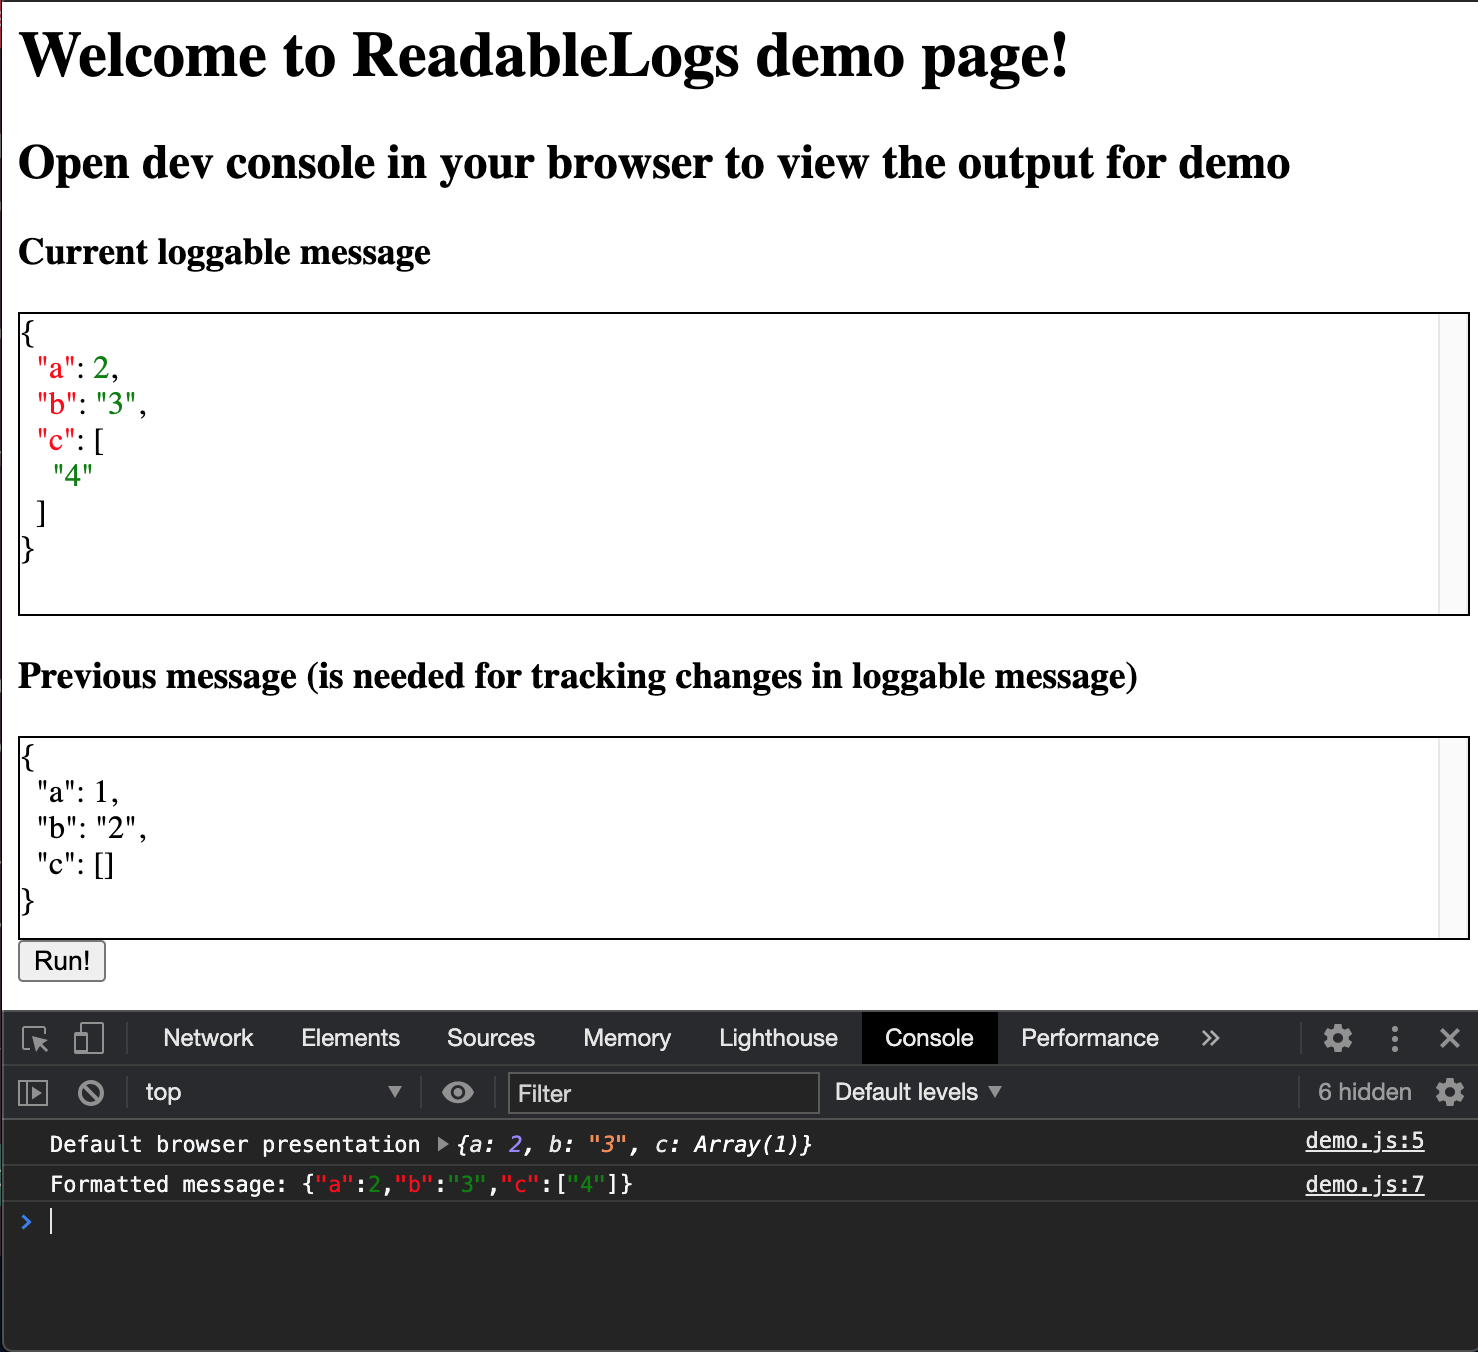 Welcome to ReadableLogs demo page!
Open dev console in your browser to view the output for demo
Current loggable message
{
  "a": 2,
  "b": "3",
  "c": [
    "4"
  ]
}
Previous message (is needed for tracking changes in loggable message)
{
  "a": 1,
  "b": "2",
  "c": []
}
Run!
Network Elements Sources Memory Lighthouse Console Performance »
top ▼ Filter Default levels ▼ 6 hidden
Default browser presentation ▶{a: 2, b: "3", c: Array(1)} demo.js:5
Formatted message: {"a":2,"b":"3","c":["4"]} demo.js:7
>